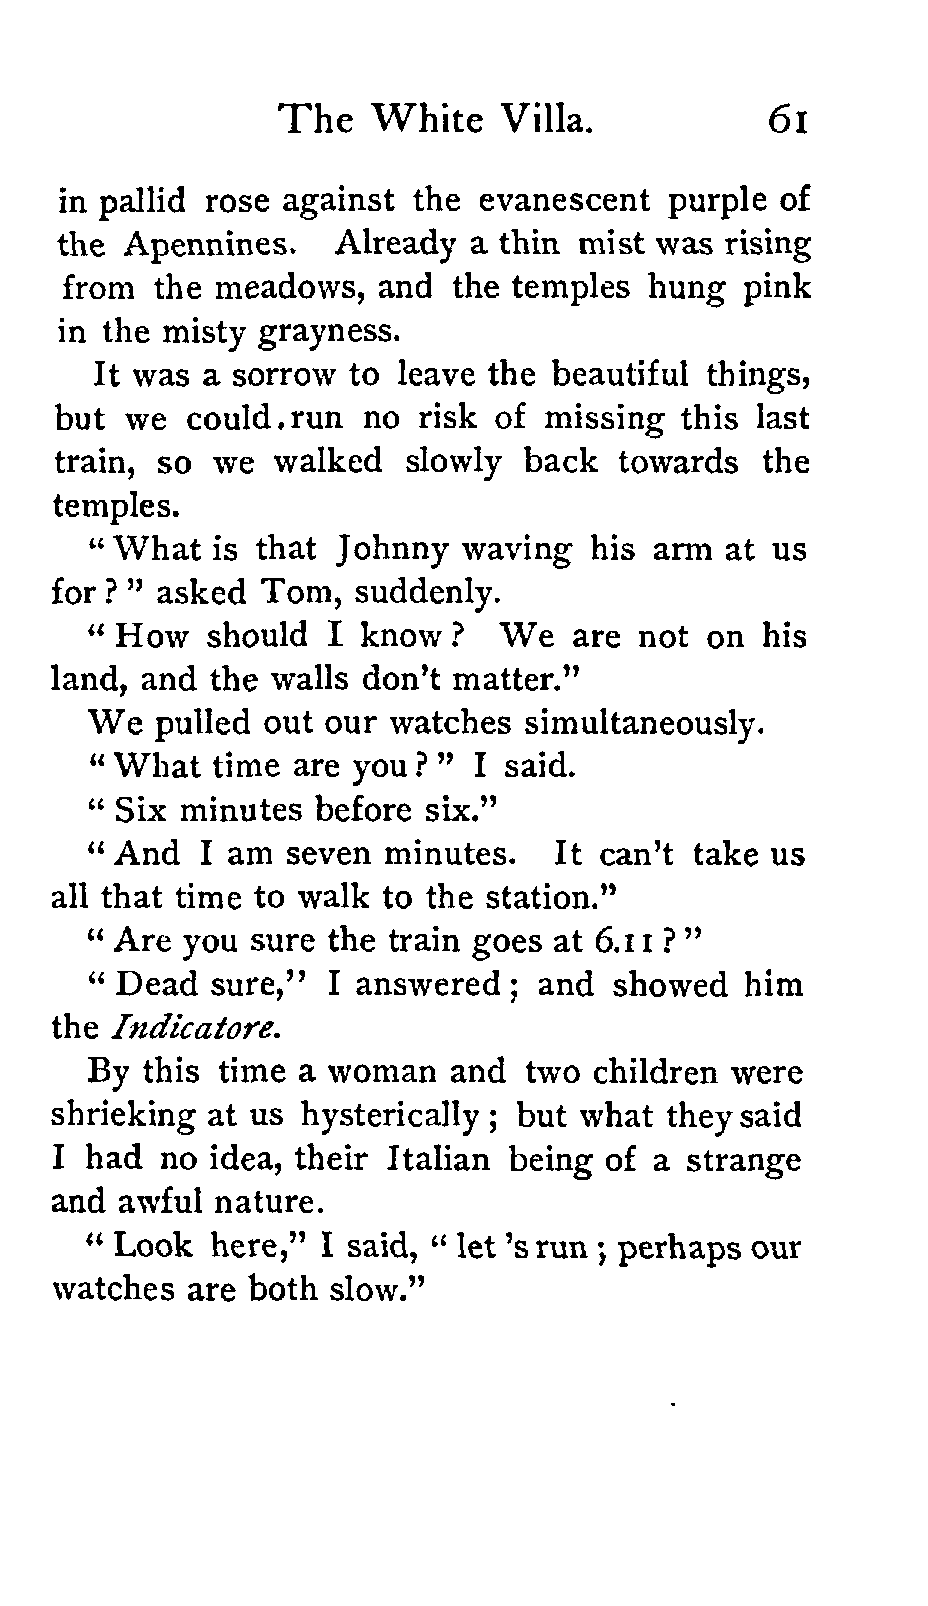 The White Villa. 61
in pallid rose against the evanescent purple of
the Apennines. Already a thin mist was rising
from the meadows, and the temples hung pink
in the misty grayness.
It was a sorrow to leave the beautiful things,
but we could.run no risk of missing this last
train, so we walked slowly back towards the
temples.
“ What is that Johnny waving his arm at us
for ? ” asked Tom, suddenly.
“ How should I know ? We are not on his
land, and the walls don't matter.”
We pulled out our watches simultaneously.
“ What time are you ? ” I said.
“ Six minutes before six.”
“ And I am seven minutes. It can't take us
all that time to walk to the station.”
“ Are you sure the train goes at 6.11 ? ”
“ Dead sure,” I answered ; and showed him
the Indicatore.
By this time a woman and two children were
shrieking at us hysterically ; but what they said
I had no idea, their Italian being of a strange
and awful nature.
“ Look here,” I said, “ let 's run ; perhaps our
watches are both slow.”